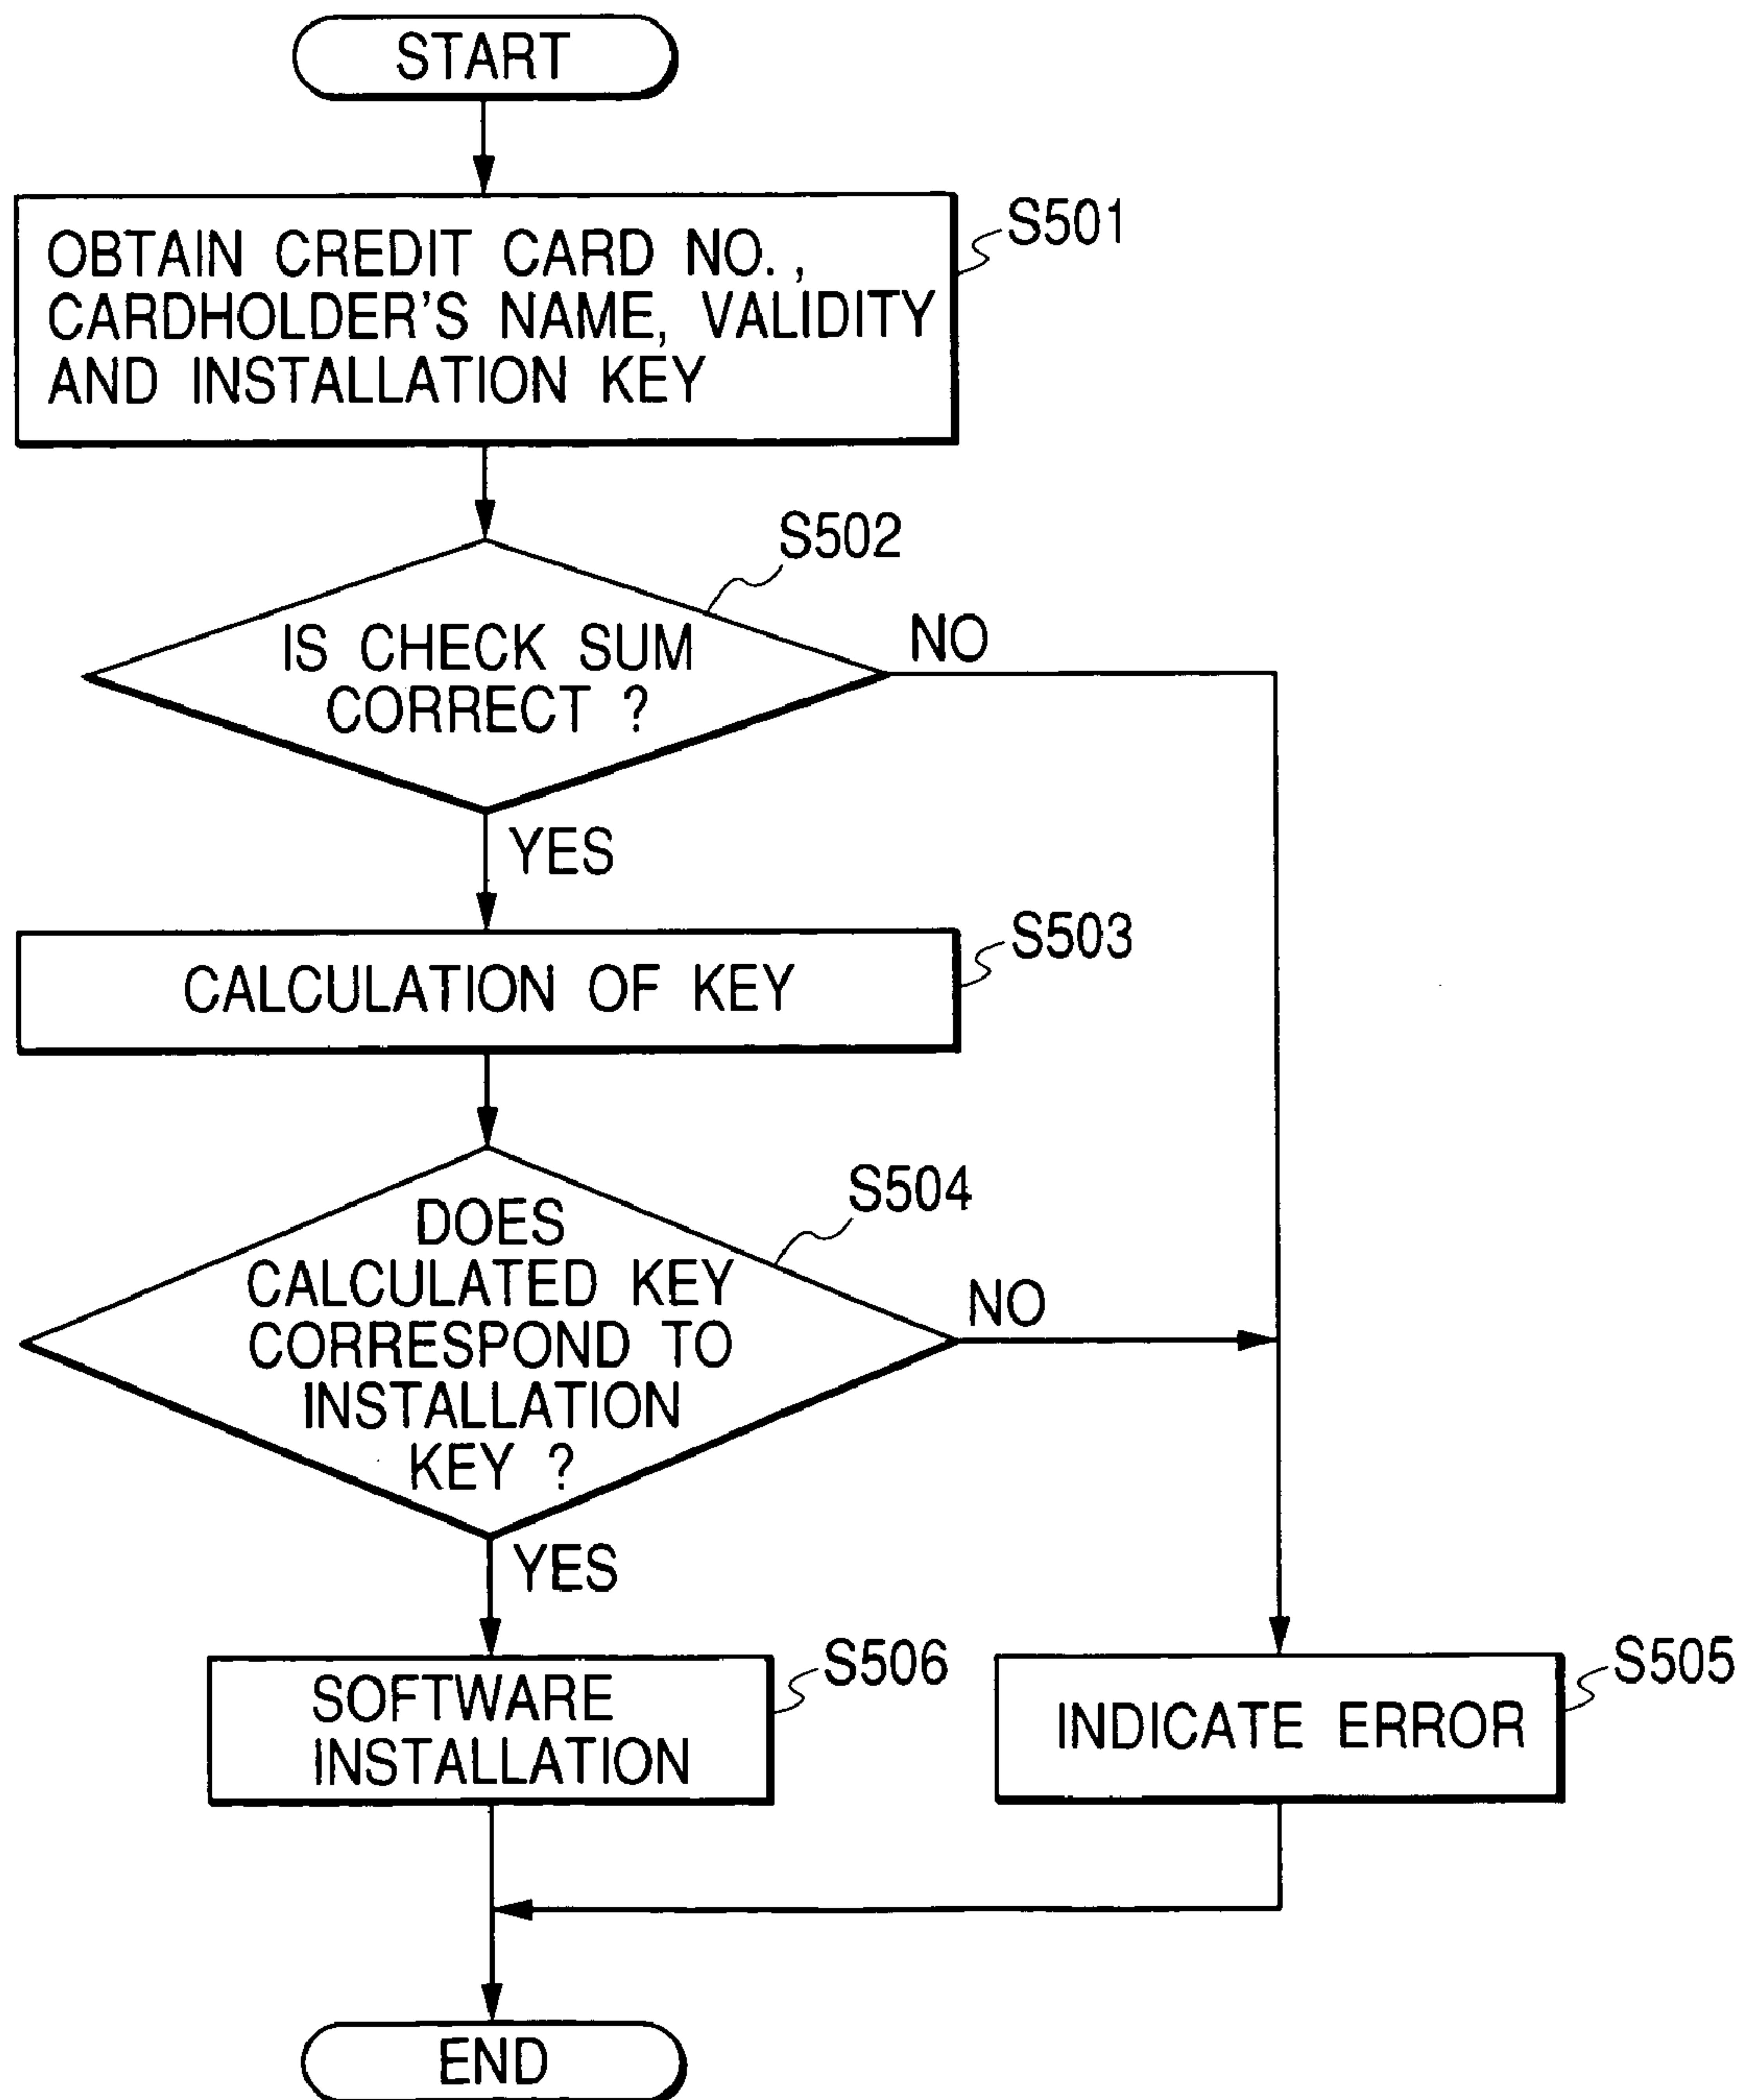 START
S501
OBTAIN CREDIT CARD NO.,
CARDHOLDER'S NAME, VALIDITY
AND INSTALLATION KEY
S502
IS CHECK SUM
CORRECT ?
NO
YES
S503
CALCULATION OF KEY
S504
DOES
CALCULATED KEY
CORRESPOND TO
INSTALLATION
KEY ?
NO
YES
S506
SOFTWARE
INSTALLATION
S505
INDICATE ERROR
END